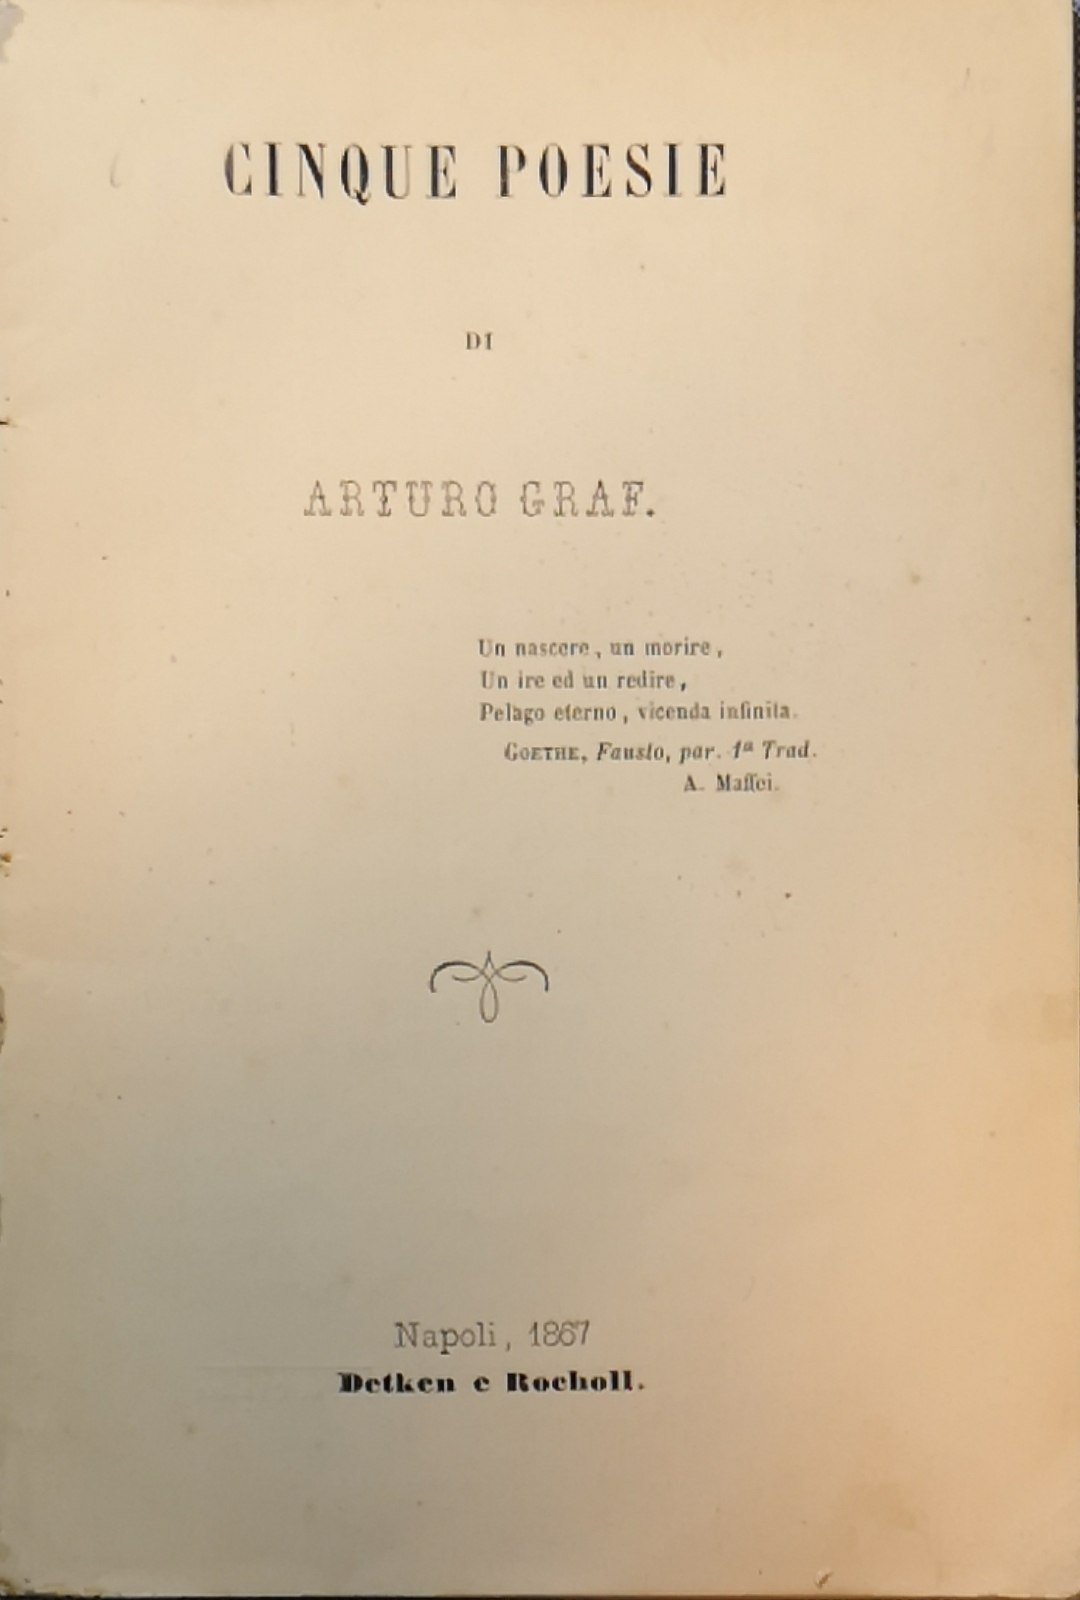 CINQUE POESIE
DI
ARTURO GRAF.
Un nascere, un morire,
Un ire ed un redire,
Pelago eterno, vicenda infinita.
GOETHE, Fausto, par. 1ª Trad.
A. Maffei.
Napoli, 1867
Detken e Rocholl.